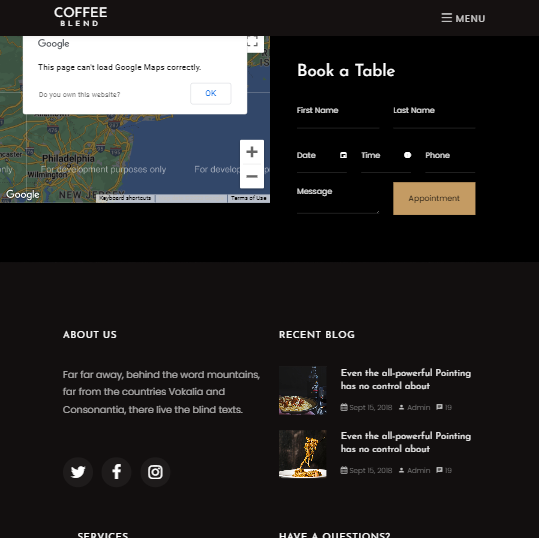 COFFEE
BLEND
MENU
Google
This page can't load Google Maps correctly.
Do you own this website?
OK
Philadelphia
Wilmington
only
For development purposes only
For develop
NEW JERSEY
Google
Keyboard shortcuts
Terms of Use
Book a Table
First Name
Last Name
Date
Time
Phone
Message
Appointment
ABOUT US
Far far away, behind the word mountains,
far from the countries Vokalia and
Consonantia, there live the blind texts.
RECENT BLOG
Even the all-powerful Pointing
has no control about
Sept 15, 2018 Admin 19
Even the all-powerful Pointing
has no control about
Sept 15, 2018 Admin 19
SERVICES
HAVE A QUESTIONS?